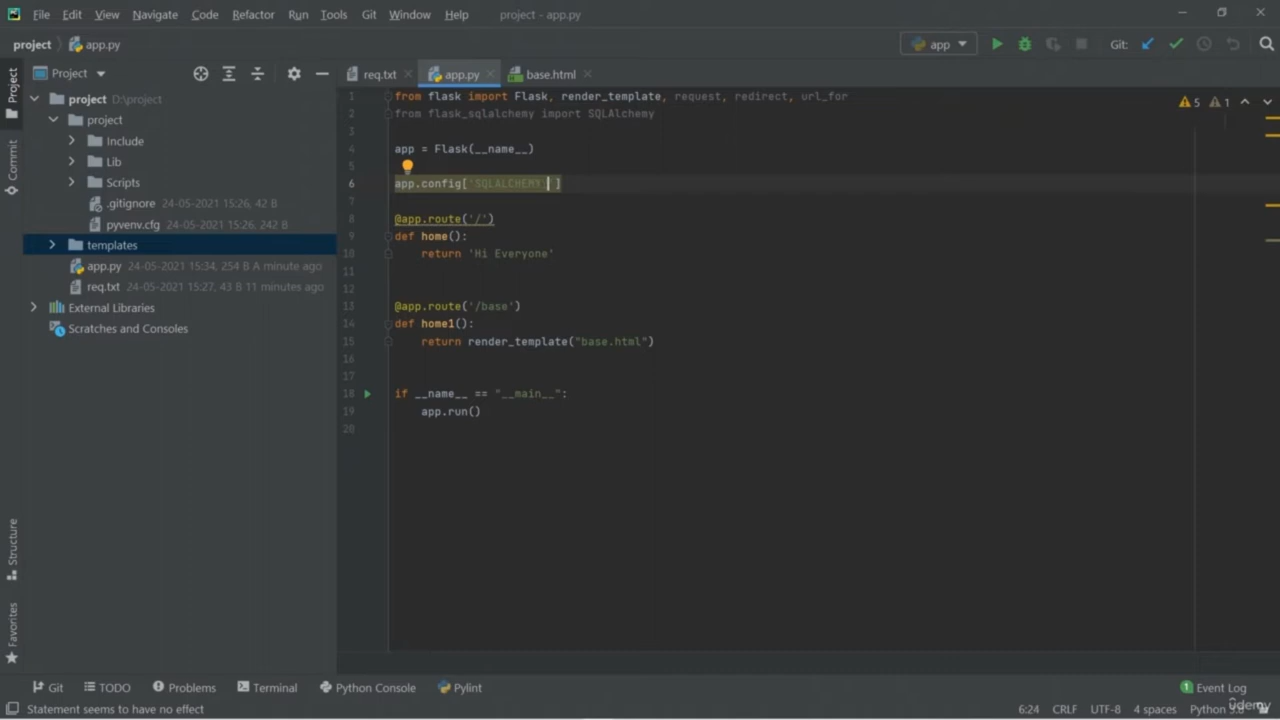 File Edit View Navigate Code Refactor Run Tools Git Window Help project - app.py
project app.py app Git:
Project req.txt app.py base.html
Project
Commit
Structure
Favorites
project D:\project
project
Include
Lib
Scripts
.gitignore 24-05-2021 15:26, 42 B
pyvenv.cfg 24-05-2021 15:26, 242 B
templates
app.py 24-05-2021 15:34, 254 B A minute ago
req.txt 24-05-2021 15:27, 43 B 11 minutes ago
External Libraries
Scratches and Consoles
5 1
1 from flask import Flask, render_template, request, redirect, url_for
2 from flask_sqlalchemy import SQLAlchemy
3
4 app = Flask(__name__)
5
6 app.config['SQLALCHEMY_']
7
8 @app.route('/')
9 def home():
10 return 'Hi Everyone'
11
12
13 @app.route('/base')
14 def home1():
15 return render_template("base.html")
16
17
18 if __name__ == "__main__":
19 app.run()
20
Git TODO Problems Terminal Python Console Pylint 1 Event Log
Statement seems to have no effect 6:24 CRLF UTF-8 4 spaces
ûdemy